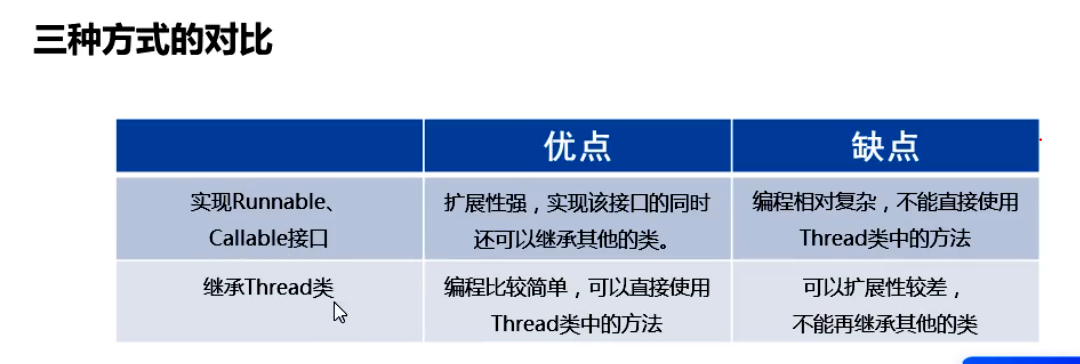 三种方式的对比
优点
缺点
实现Runnable、
Callable接口
扩展性强，实现该接口的同时
还可以继承其他的类。
编程相对复杂，不能直接使用
Thread类中的方法
继承Thread类
编程比较简单，可以直接使用
Thread类中的方法
可以扩展性较差，
不能再继承其他的类